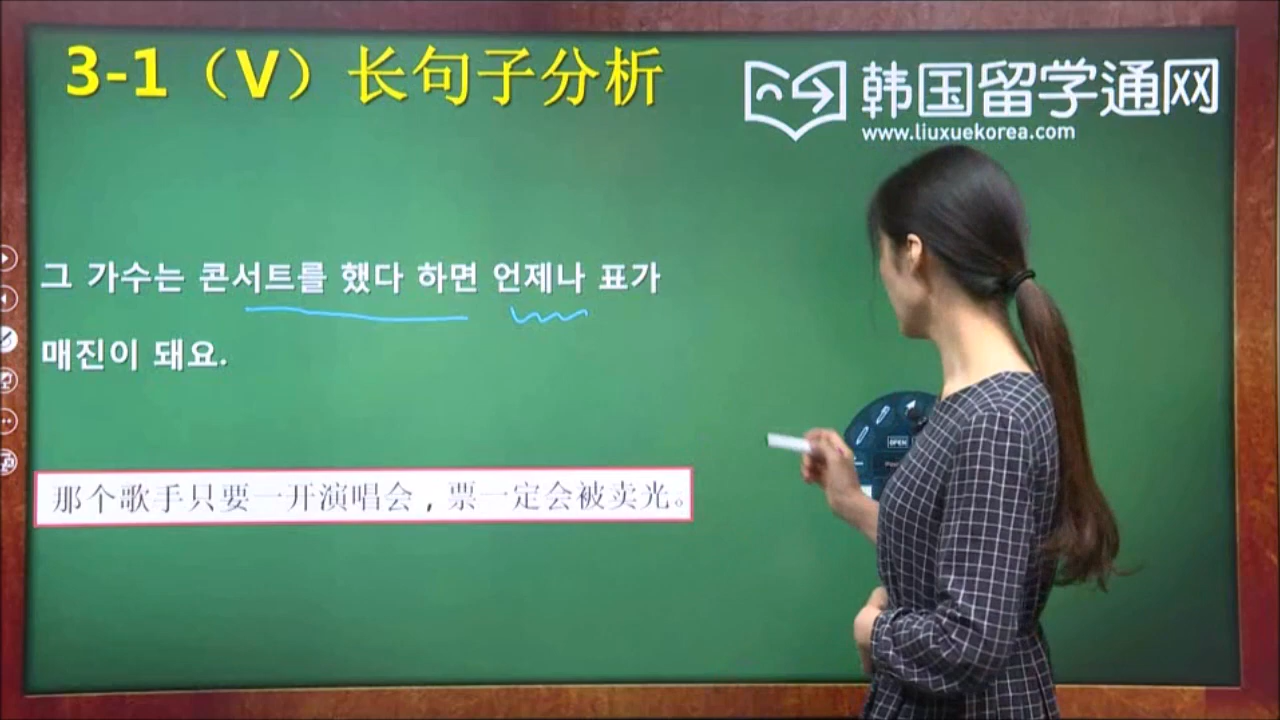 3-1（V）长句子分析
韩国留学通网
www.liuxuekorea.com
그 가수는 콘서트를 했다 하면 언제나 표가
매진이 돼요.
那个歌手只要一开演唱会，票一定会被卖光。
OPEN